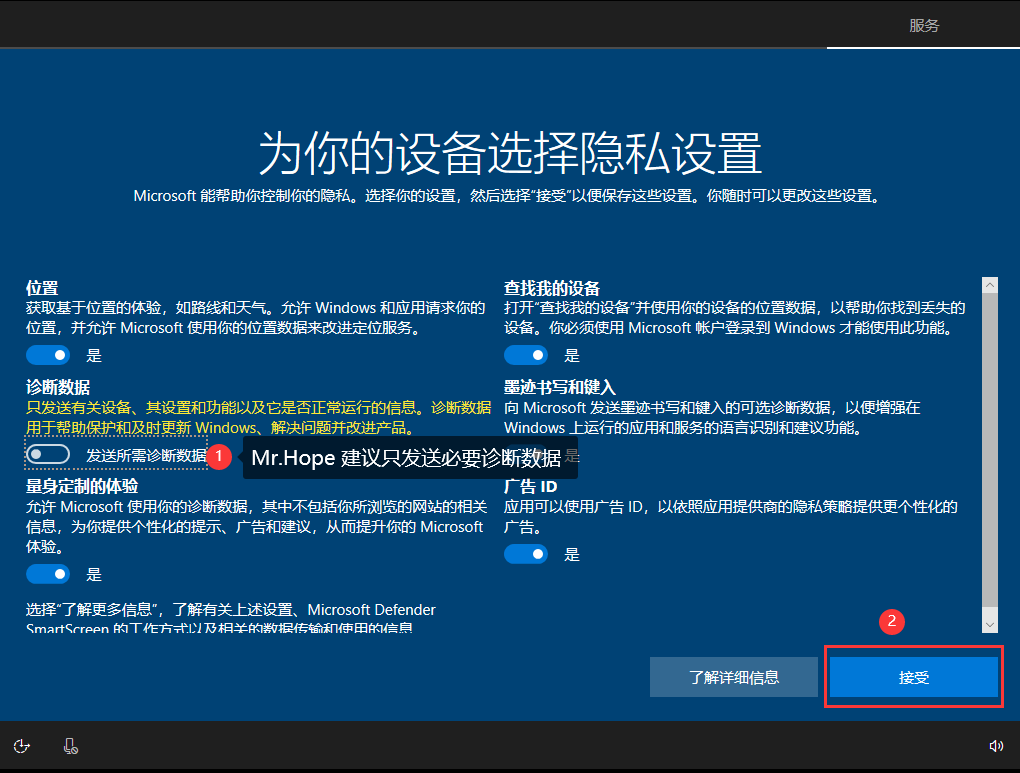 服务
为你的设备选择隐私设置
Microsoft 能帮助你控制你的隐私。选择你的设置，然后选择“接受”以便保存这些设置。你随时可以更改这些设置。
位置
获取基于位置的体验，如路线和天气。允许 Windows 和应用请求你的
位置，并允许 Microsoft 使用你的位置数据来改进定位服务。
是
查找我的设备
打开“查找我的设备”并使用你的设备的位置数据，以帮助你找到丢失的
设备。你必须使用 Microsoft 帐户登录到 Windows 才能使用此功能。
是
诊断数据
只发送有关设备、其设置和功能以及它是否正常运行的信息。诊断数据
用于帮助保护和及时更新 Windows、解决问题并改进产品。
发送所需诊断数据
1
Mr.Hope 建议只发送必要诊断数据
墨迹书写和键入
向 Microsoft 发送墨迹书写和键入的可选诊断数据，以便增强在
Windows 上运行的应用和服务的语言识别和建议功能。
是
量身定制的体验
允许 Microsoft 使用你的诊断数据，其中不包括你所浏览的网站的相关
信息，为你提供个性化的提示、广告和建议，从而提升你的 Microsoft
体验。
是
广告 ID
应用可以使用广告 ID，以依照应用提供商的隐私策略提供更个性化的
广告。
是
选择“了解更多信息”，了解有关上述设置、Microsoft Defender
SmartScreen 的工作方式以及相关的数据传输和使用的信息
2
了解详细信息
接受